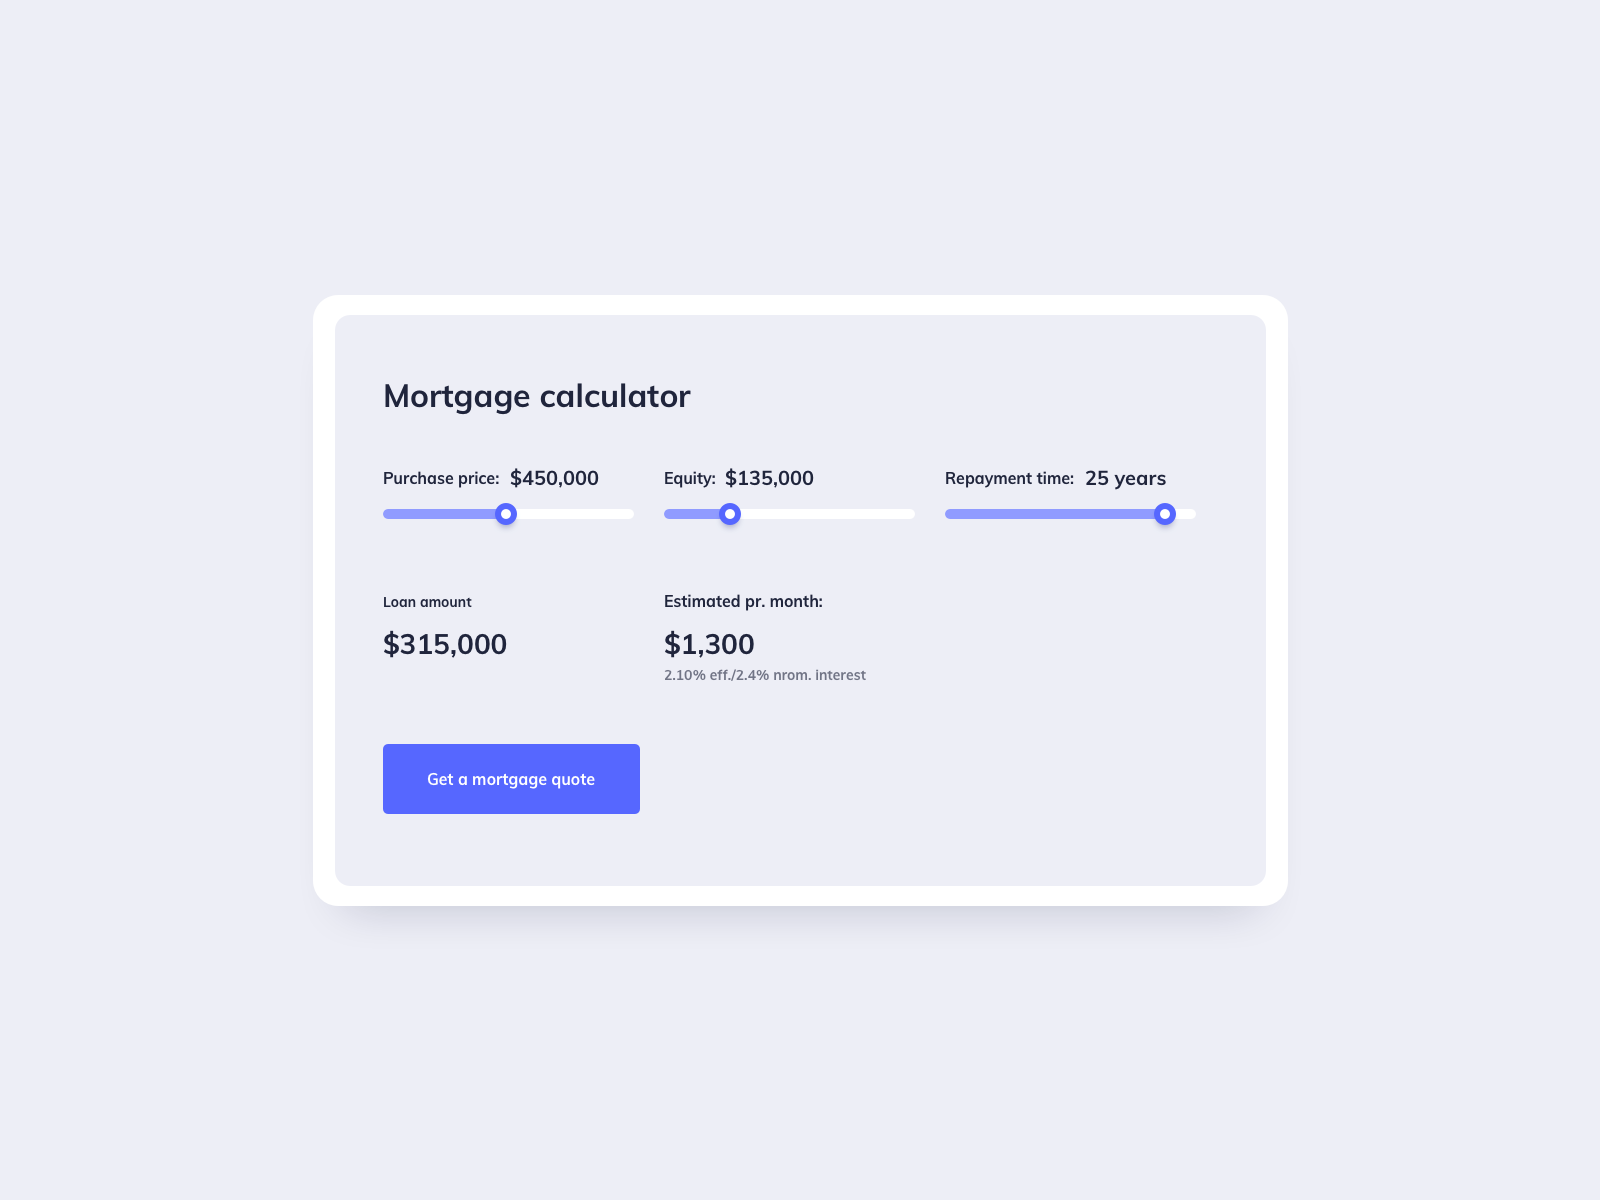 Mortgage calculator
Purchase price: $450,000
Equity: $135,000
Repayment time: 25 years
Loan amount
$315,000
Estimated pr. month:
$1,300
2.10% eff./2.4% nrom. interest
Get a mortgage quote